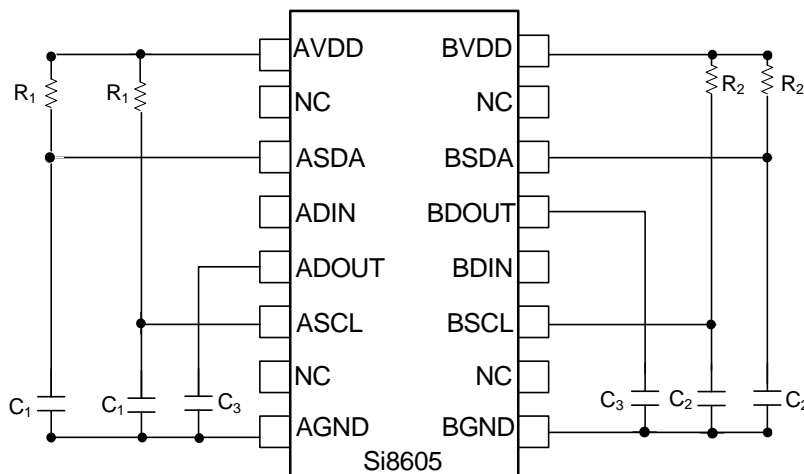 AVDD BVDD
R1 R1 R2 R2
NC NC
ASDA BSDA
ADIN BDOUT
ADOUT BDIN
ASCL BSCL
NC NC
C1 C1 C3 C3 C2 C2
AGND BGND
Si8605